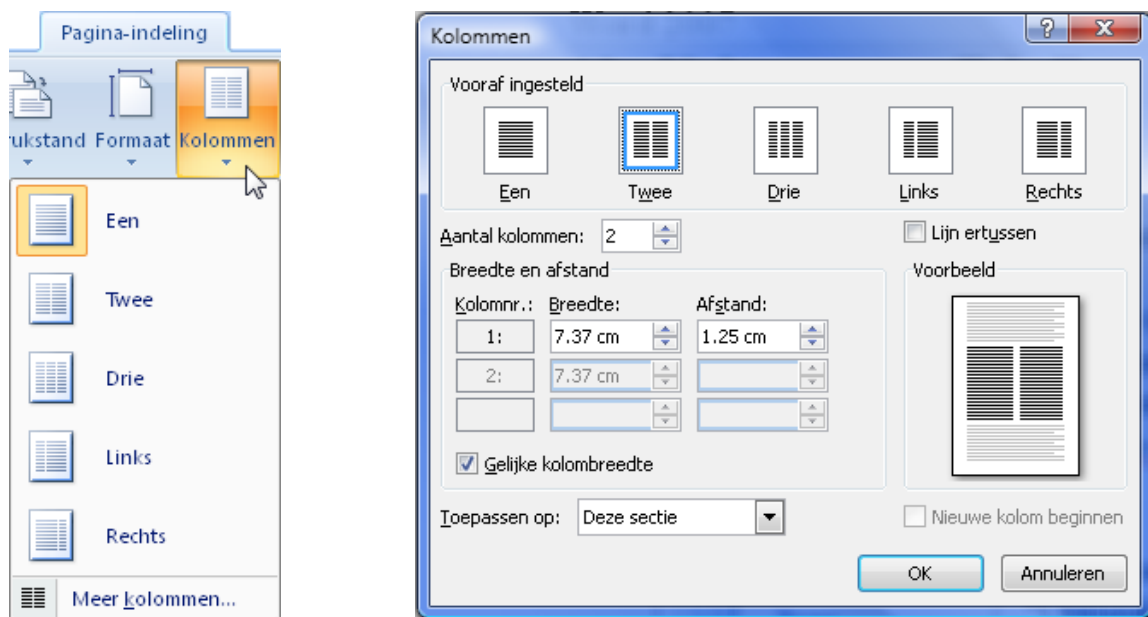 Pagina-indeling
ukstand Formaat Kolommen
Een
Twee
Drie
Links
Rechts
Meer kolommen...
Kolommen
Vooraf ingesteld
Een Twee Drie Links Rechts
Aantal kolommen: 2 Lijn ertussen
Breedte en afstand Voorbeeld
Kolomnr.: Breedte: Afstand:
1: 7.37 cm 1.25 cm
2: 7.37 cm
Gelijke kolombreedte
Toepassen op: Deze sectie Nieuwe kolom beginnen
OK Annuleren